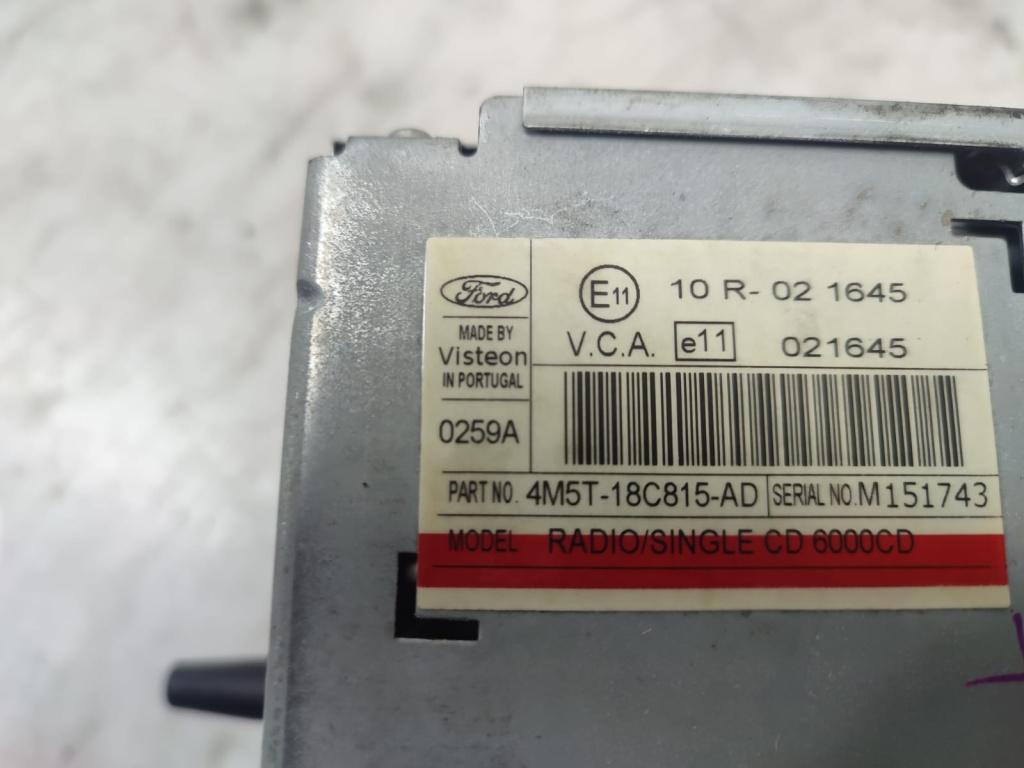 Ford
MADE BY
Visteon
IN PORTUGAL
0259A
E11 10 R- 02 1645
V.C.A. e11 021645
PART NO. 4M5T-18C815-AD SERIAL NO. M151743
MODEL RADIO/SINGLE CD 6000CD